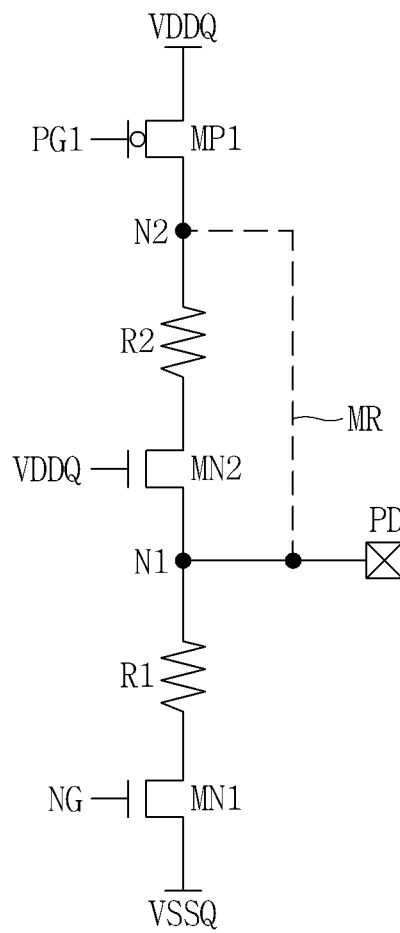 VDDQ
PG1
MP1
N2
R2
MR
VDDQ
MN2
PD
N1
R1
NG
MN1
VSSQ